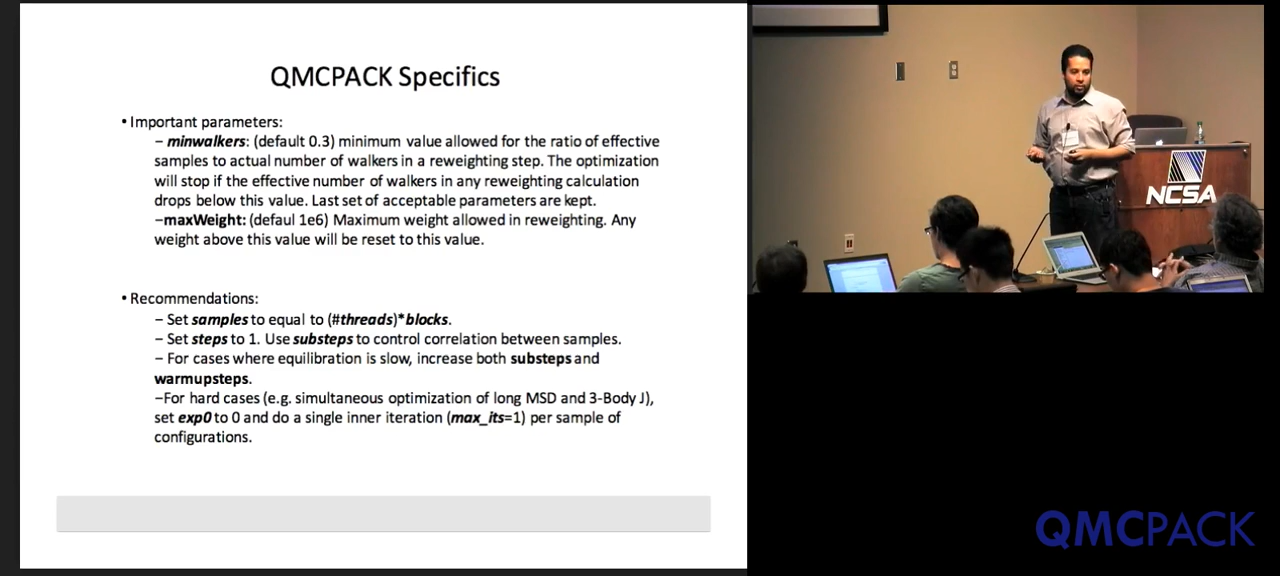 QMCPACK Specifics
• Important parameters:
– minwalkers: (default 0.3) minimum value allowed for the ratio of effective
samples to actual number of walkers in a reweighting step. The optimization
will stop if the effective number of walkers in any reweighting calculation
drops below this value. Last set of acceptable parameters are kept.
–maxWeight: (defaul 1e6) Maximum weight allowed in reweighting. Any
weight above this value will be reset to this value.
• Recommendations:
– Set samples to equal to (#threads)*blocks.
– Set steps to 1. Use substeps to control correlation between samples.
– For cases where equilibration is slow, increase both substeps and
warmupsteps.
–For hard cases (e.g. simultaneous optimization of long MSD and 3-Body J),
set exp0 to 0 and do a single inner iteration (max_its=1) per sample of
configurations.
NCSA
QMCPACK